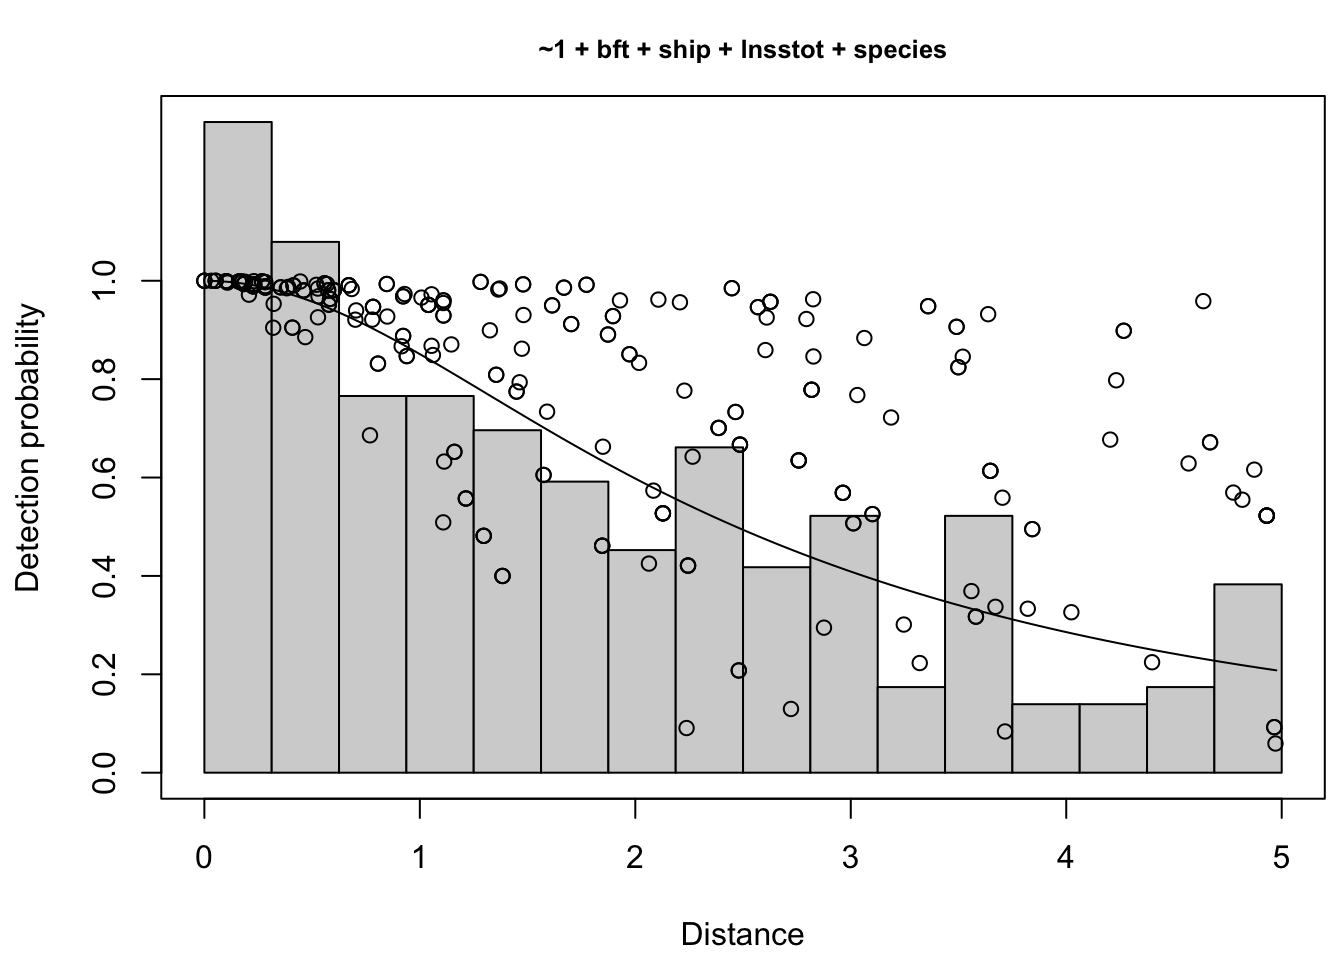 ~1 + bft + ship + lnsstot + species
Detection probability
1.0
0.8
0.6
0.4
0.2
0.0
0 1 2 3 4 5
Distance